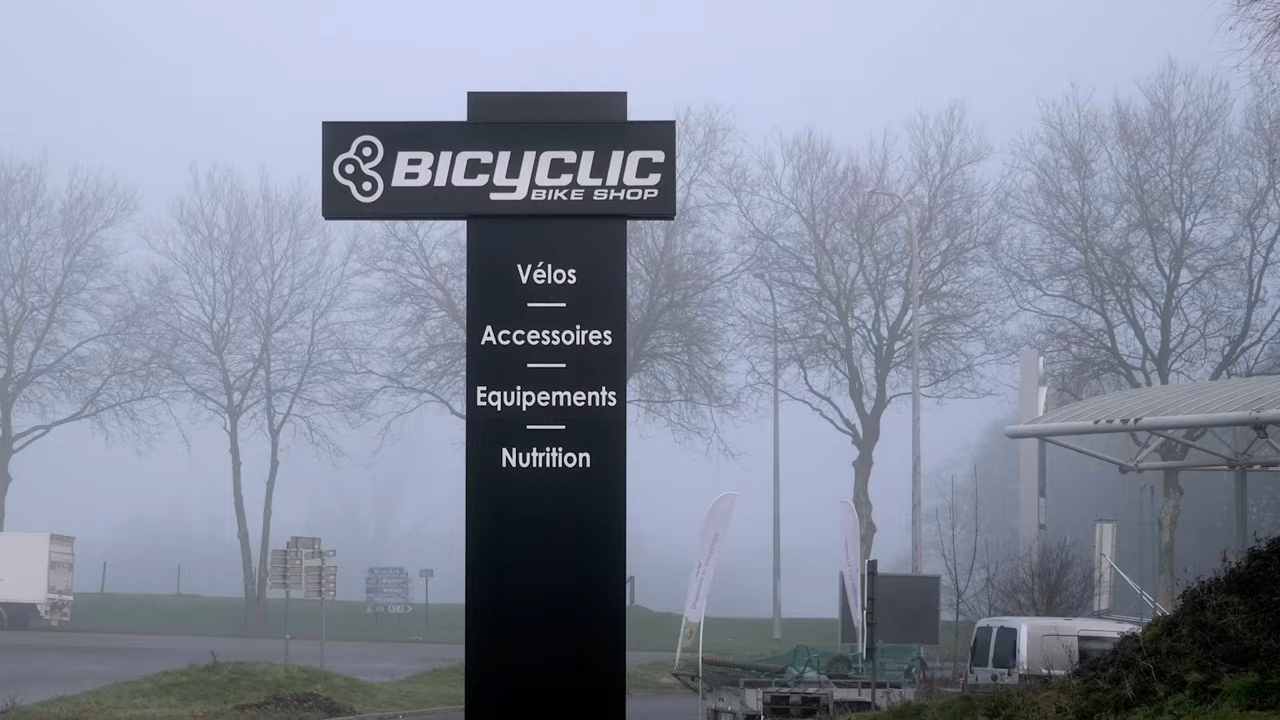 BICYCLIC
BIKE SHOP
Vélos
Accessoires
Equipements
Nutrition